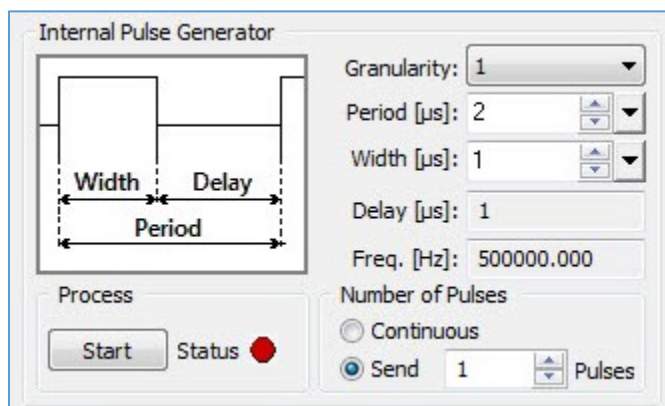 Internal Pulse Generator
Width Delay
Period
Granularity: 1
Period [µs]: 2
Width [µs]: 1
Delay [µs]: 1
Freq. [Hz]: 500000.000
Process
Start Status
Number of Pulses
Continuous
Send 1 Pulses